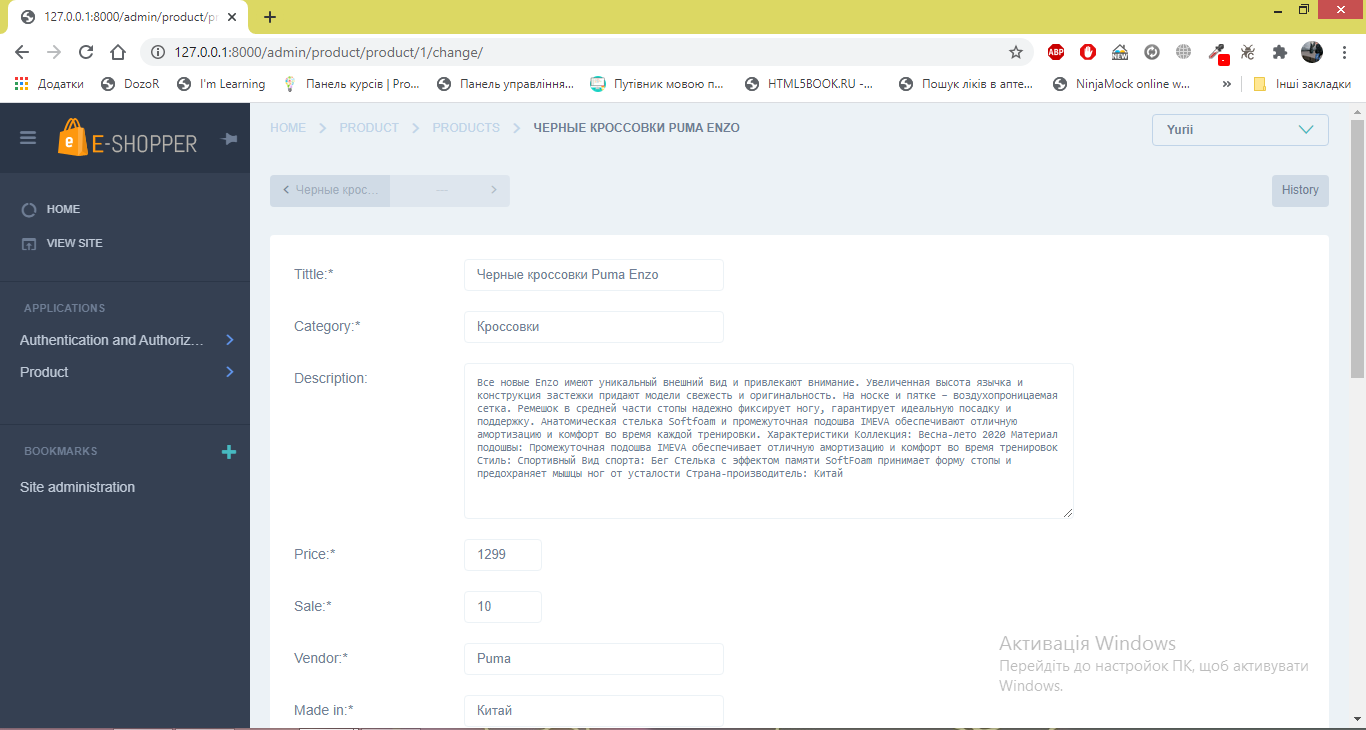 127.0.0.1:8000/admin/product/pr
127.0.0.1:8000/admin/product/product/1/change/
ABP
NEW
Додатки
DozoR
I'm Learning
Панель курсів | Pro...
Панель управління...
Путівник мовою п...
HTML5BOOK.RU -...
Пошук ліків в апте...
NinjaMock online w...
»
Інші закладки
E-SHOPPER
HOME
PRODUCT
PRODUCTS
ЧЕРНЫЕ КРОССОВКИ PUMA ENZO
Yurii
Черные крос...
—
History
HOME
VIEW SITE
APPLICATIONS
Authentication and Authoriz...
Product
BOOKMARKS
Site administration
Tittle:*
Черные кроссовки Puma Enzo
Category:*
Кроссовки
Description:
Все новые Enzo имеют уникальный внешний вид и привлекают внимание. Увеличенная высота язычка и
конструкция застежки придают модели свежесть и оригинальность. На носке и пятке – воздухопроницаемая
сетка. Ремешок в средней части стопы надежно фиксирует ногу, гарантирует идеальную посадку и
поддержку. Анатомическая стелька Softfoam и промежуточная подошва IMEVA обеспечивают отличную
амортизацию и комфорт во время каждой тренировки. Характеристики Коллекция: Весна-лето 2020 Материал
подошвы: Промежуточная подошва IMEVA обеспечивает отличную амортизацию и комфорт во время тренировок
Стиль: Спортивный Вид спорта: Бег Стелька с эффектом памяти SoftFoam принимает форму стопы и
предохраняет мышцы ног от усталости Страна-производитель: Китай
Price:*
1299
Sale:*
10
Vendor:*
Puma
Made in:*
Китай
Активація Windows
Перейдіть до настройок ПК, щоб активувати
Windows.